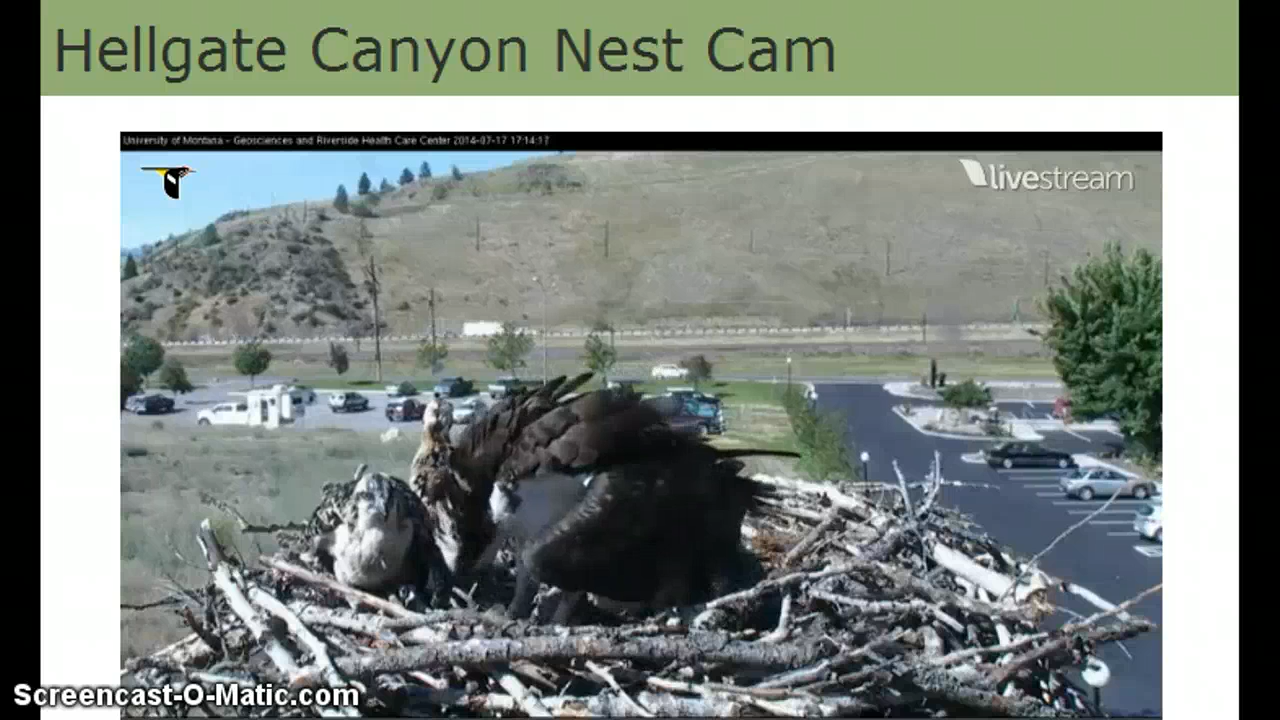 Hellgate Canyon Nest Cam
University of Montana - Geosciences and Riverside Health Care Center 2014-07-17 17:14:17
livestream
Screencast-O-Matic.com